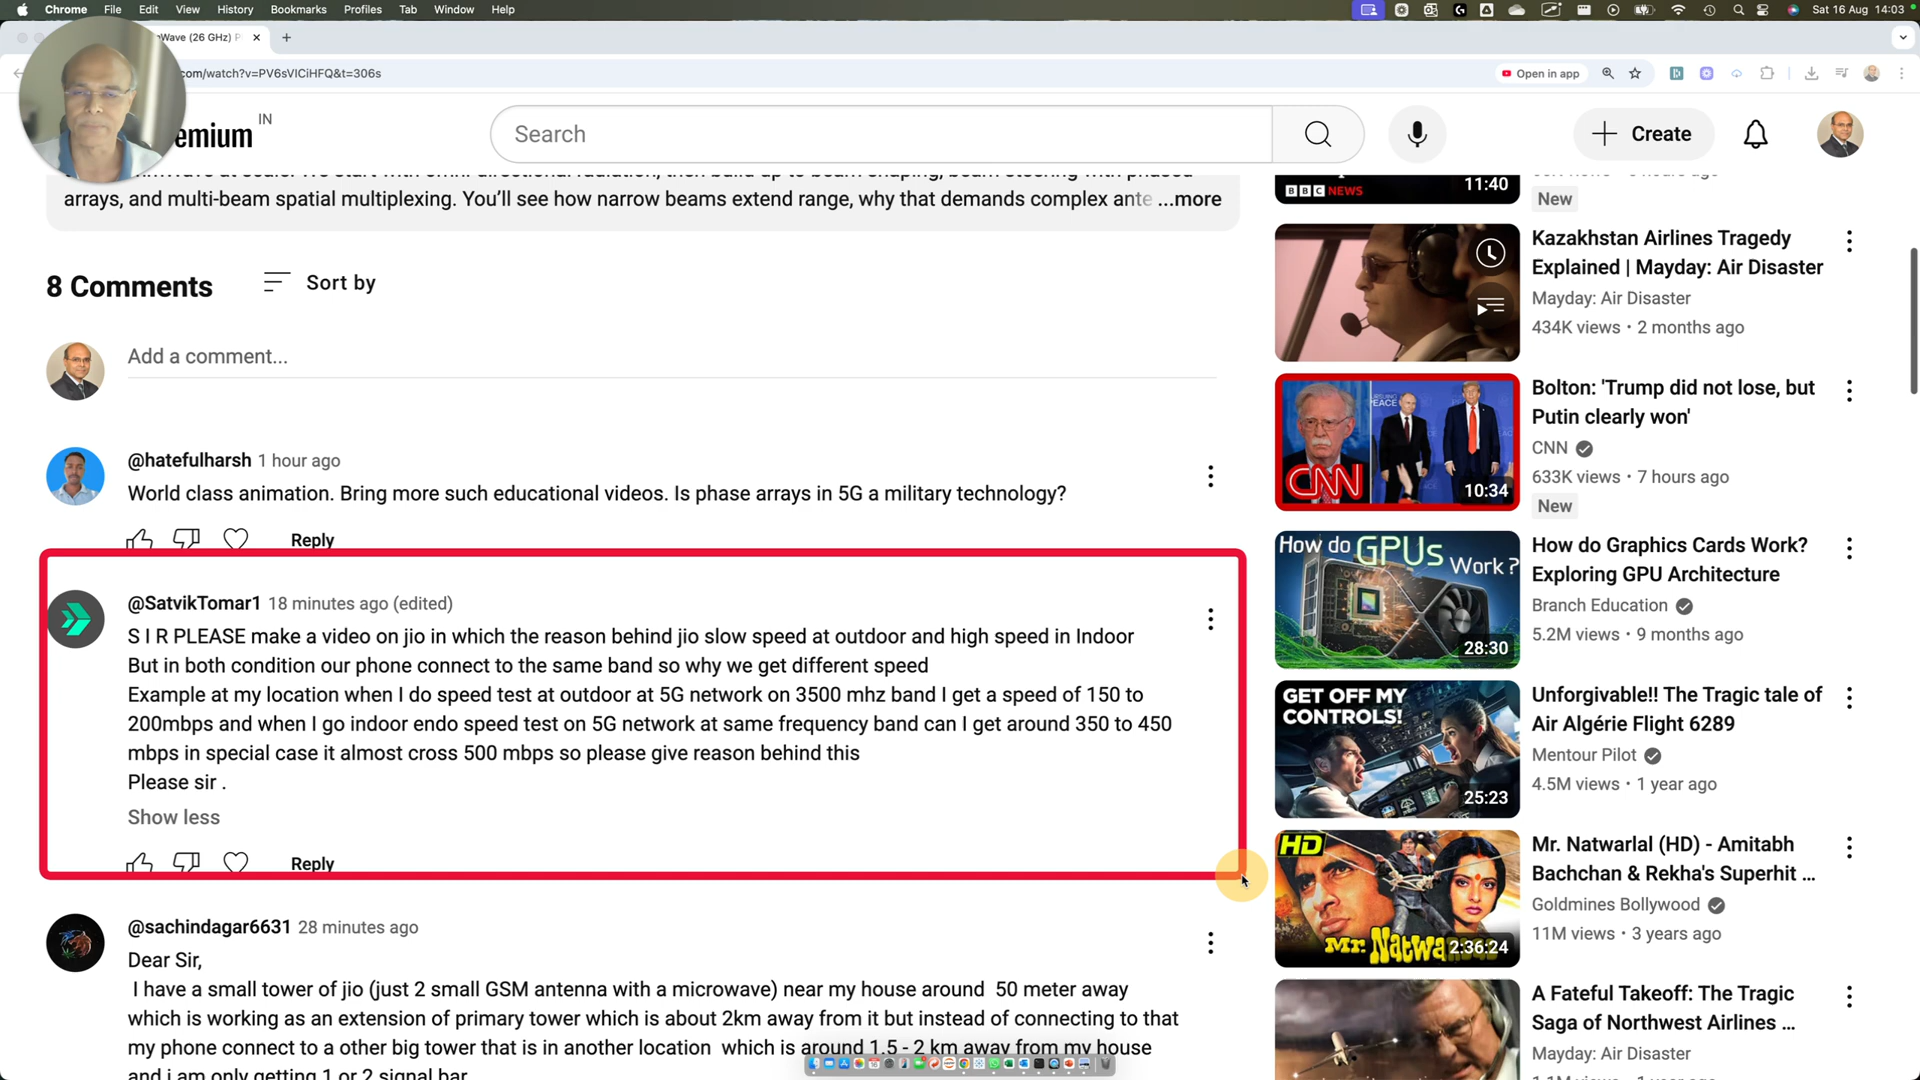 Chrome File Edit View History Bookmarks Profiles Tab Window Help
Sat 16 Aug 14:03
Wave (26 GHz) P
com/watch?v=PV6sVICiHFQ&t=306s
Open in app
emium
IN
Search
Create
arrays, and multi-beam spatial multiplexing. You'll see how narrow beams extend range, why that demands complex ante ...more
8 Comments
Sort by
Add a comment...
@hatefulharsh 1 hour ago
World class animation. Bring more such educational videos. Is phase arrays in 5G a military technology?
Reply
@SatvikTomar1 18 minutes ago (edited)
S I R PLEASE make a video on jio in which the reason behind jio slow speed at outdoor and high speed in Indoor
But in both condition our phone connect to the same band so why we get different speed
Example at my location when I do speed test at outdoor at 5G network on 3500 mhz band I get a speed of 150 to
200mbps and when I go indoor endo speed test on 5G network at same frequency band can I get around 350 to 450
mbps in special case it almost cross 500 mbps so please give reason behind this
Please sir .
Show less
Reply
@sachindagar6631 28 minutes ago
Dear Sir,
I have a small tower of jio (just 2 small GSM antenna with a microwave) near my house around 50 meter away
which is working as an extension of primary tower which is about 2km away from it but instead of connecting to that
my phone connect to a other big tower that is in another location which is around 1.5 - 2 km away from my house
and i am only getting 1 or 2 signal bar
BBC NEWS
11:40
New
Kazakhstan Airlines Tragedy
Explained | Mayday: Air Disaster
Mayday: Air Disaster
434K views • 2 months ago
PEACE
CNN
10:34
Bolton: 'Trump did not lose, but
Putin clearly won'
CNN
633K views • 7 hours ago
New
How do GPUs Work?
28:30
How do Graphics Cards Work?
Exploring GPU Architecture
Branch Education
5.2M views • 9 months ago
GET OFF MY
CONTROLS!
25:23
Unforgivable!! The Tragic tale of
Air Algérie Flight 6289
Mentour Pilot
4.5M views • 1 year ago
HD
Mr. Natwa
2:36:24
Mr. Natwarlal (HD) - Amitabh
Bachchan & Rekha's Superhit ...
Goldmines Bollywood
11M views • 3 years ago
A Fateful Takeoff: The Tragic
Saga of Northwest Airlines ...
Mayday: Air Disaster